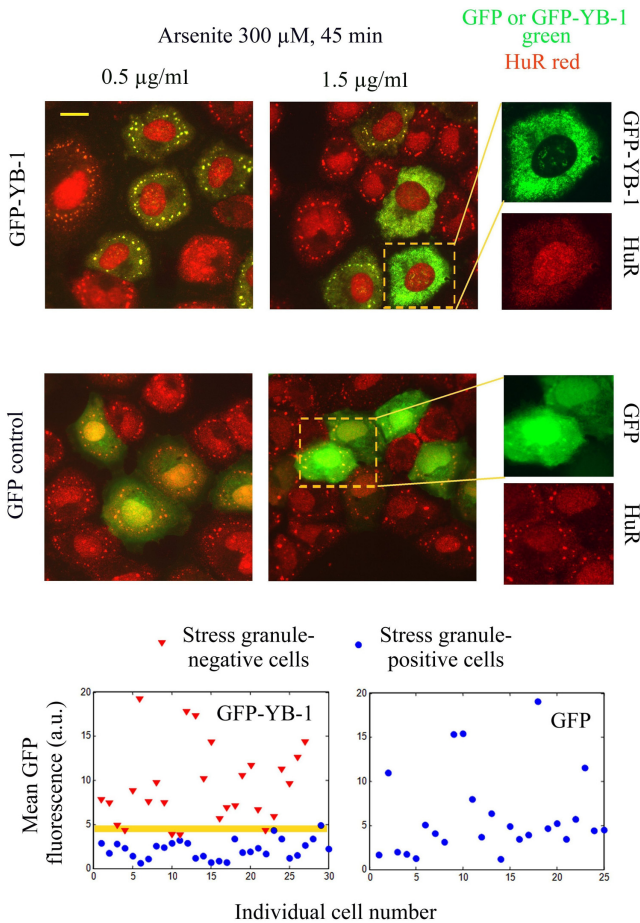 Arsenite 300 µM, 45 min
GFP or GFP-YB-1
green
HuR red
0.5 µg/ml
1.5 µg/ml
GFP-YB-1
GFP-YB-1
HuR
GFP control
GFP
HuR
Stress granule-
negative cells
Stress granule-
positive cells
Mean GFP
fluorescence (a.u.)
20
15
10
5
0
GFP-YB-1
0 5 10 15 20 25 30
20
15
10
5
0
GFP
0 5 10 15 20 25
Individual cell number